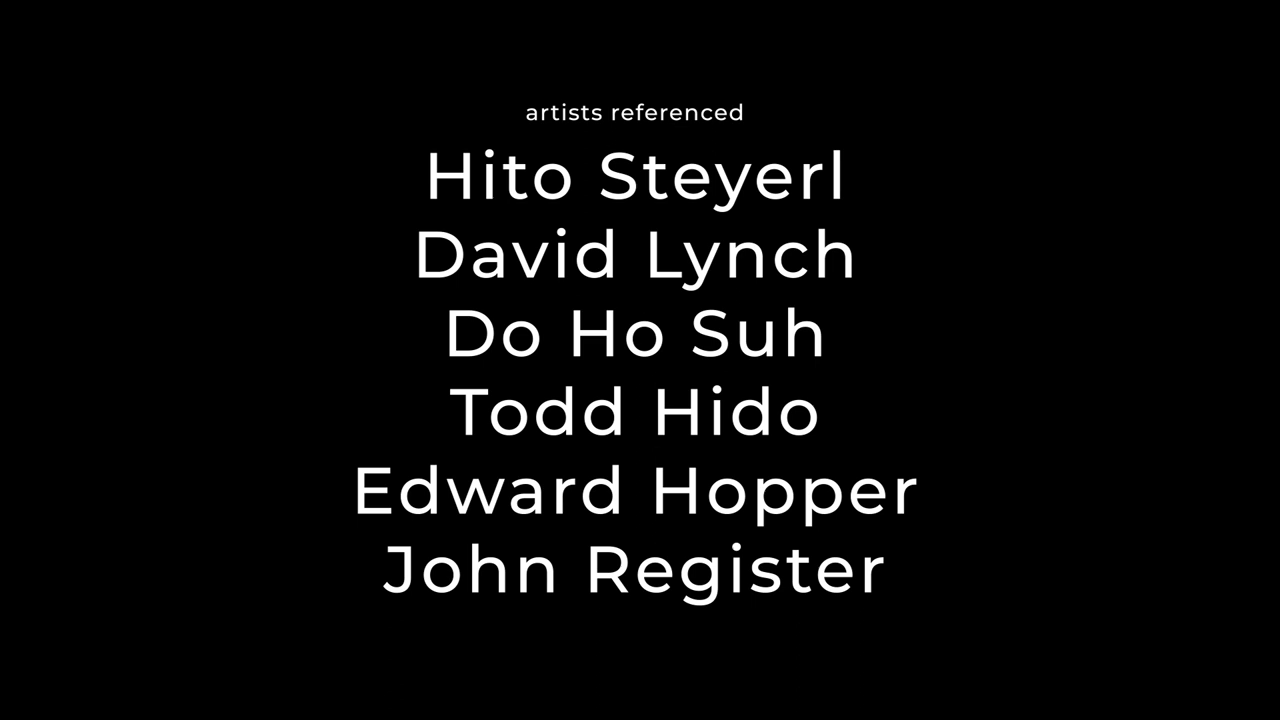 artists referenced
Hito Steyerl
David Lynch
Do Ho Suh
Todd Hido
Edward Hopper
John Register